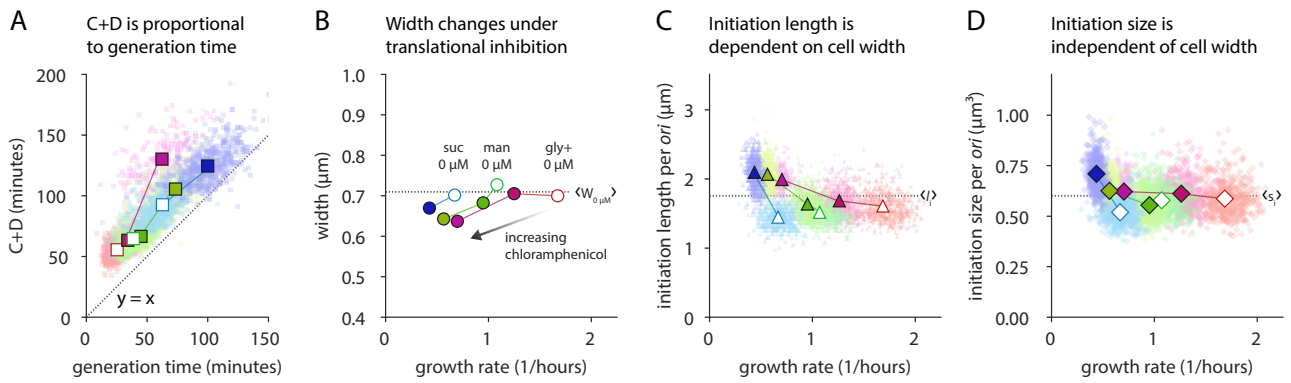 A
C+D is proportional
to generation time
C+D (minutes)
200
150
100
50
0
y = x
0
50
100
150
generation time (minutes)
B
Width changes under
translational inhibition
width (μm)
1.0
0.9
0.8
0.7
0.6
0.5
0.4
suc
0 μM
man
0 μM
gly+
0 μM
⟨W0 μM⟩
increasing
chloramphenicol
0
1
2
growth rate (1/hours)
C
Initiation length is
dependent on cell width
initiation length per ori (μm)
3
2
1
0
⟨li⟩
0
1
2
growth rate (1/hours)
D
Initiation size is
independent of cell width
initiation size per ori (μm³)
1.00
0.75
0.50
0.25
0.00
⟨si⟩
0
1
2
growth rate (1/hours)